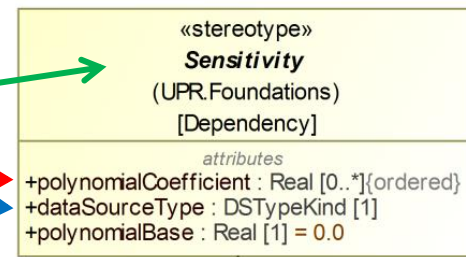 «stereotype»
Sensitivity
(UPR.Foundations)
[Dependency]
attributes
+polynomialCoefficient : Real [0..*]{ordered}
+dataSourceType : DSTypeKind [1]
+polynomialBase : Real [1] = 0.0